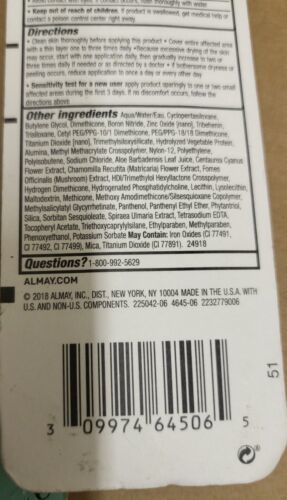 • Keep out of reach of children. If product is swallowed, get medical help or
contact a poison control center right away.
Directions
• Clean skin thoroughly before applying this product • Cover entire affected area
with a thin layer one to three times daily •Because excessive drying of the skin
may occur, start with one application daily, then gradually increase to two or
three times daily if needed or as directed by a doctor • If bothersome dryness or
peeling occurs, reduce application to once a day or every other day
• Sensitivity test for a new user apply product sparingly to one or two small
affected areas during the first 3 days. If no discomfort occurs, follow the
directions above
Other ingredients Aqua/Water/Eau, Cyclopentasiloxane,
Butylene Glycol, Dimethicone, Boron Nitride, Zinc Oxide [nano], Tribehenin,
Trisiloxane, Cetyl PEG/PPG-10/1 Dimethicone, PEG/PPG-18/18 Dimethicone,
Titanium Dioxide [nano], Trimethylsiloxysilicate, Hydrolyzed Vegetable Protein,
Alumina, Methyl Methacrylate Crosspolymer, Nylon-12, Polyethylene,
Polyisobutene, Sodium Chloride, Aloe Barbadensis Leaf Juice, Centaurea Cyanus
Flower Extract, Chamomilla Recutita (Matricaria) Flower Extract, Fomes
Officinalis (Mushroom) Extract, HDI/Trimethylol Hexyllactone Crosspolymer,
Hydrogen Dimethicone, Hydrogenated Phosphatidylcholine, Lecithin, Lysolecithin,
Maltodextrin, Methicone, Methoxy Amodimethicone/Silsesquioxane Copolymer,
Methylsalicylatyl Glycyrrhetinate, Panthenol, Panthenyl Ethyl Ether, Phytantriol,
Silica, Sorbitan Sesquioleate, Spiraea Ulmaria Extract, Tetrasodium EDTA,
Tocopheryl Acetate, Triethoxycaprylylsilane, Ethylparaben, Methylparaben,
Phenoxyethanol, Potassium Sorbate May Contain: Iron Oxides (CI 77491,
CI 77492, CI 77499), Mica, Titanium Dioxide (CI 77891). 24918
Questions? 1-800-992-5629
ALMAY.COM
© 2018 ALMAY, INC., DIST., NEW YORK, NY 10004 MADE IN THE U.S.A. WITH
U.S. AND NON-U.S. COMPONENTS. 225042-06 4645-06 2232779006
51
3 09974 64506 5